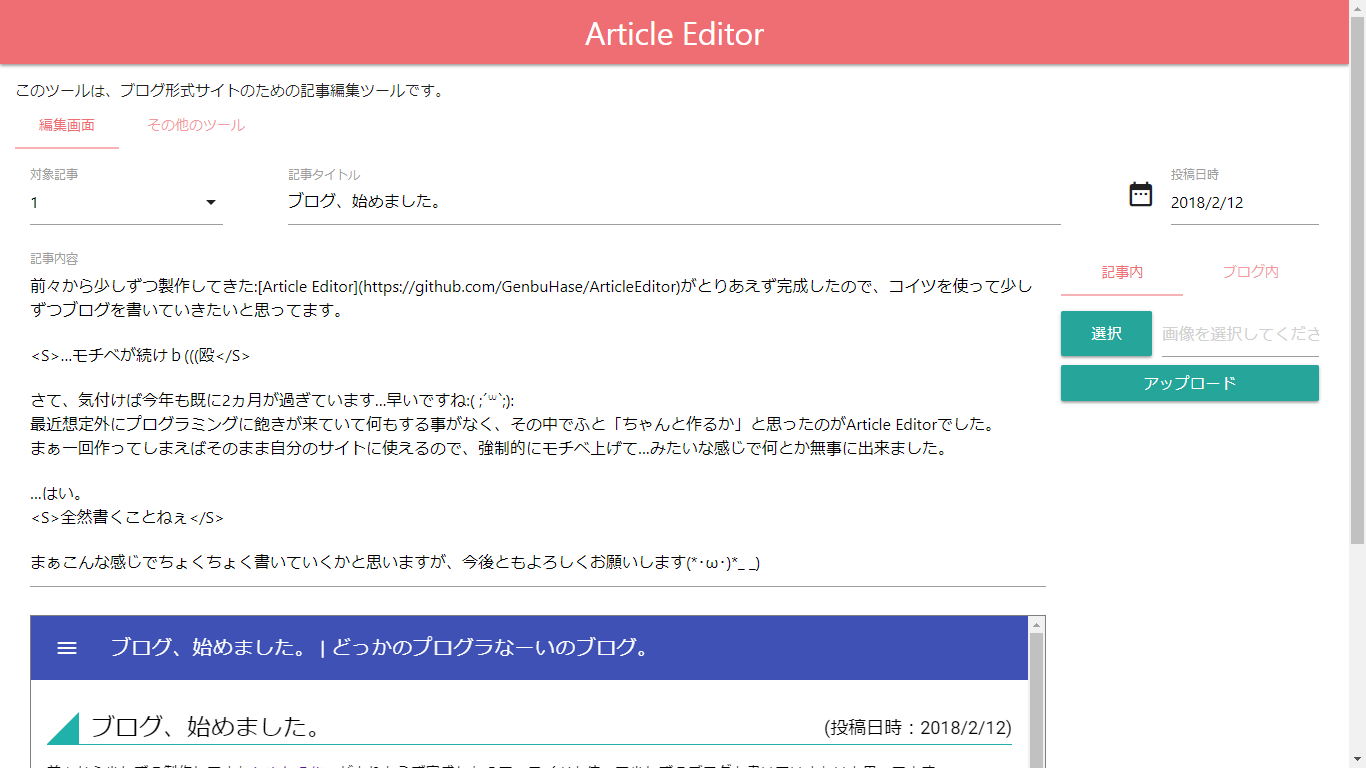 Article Editor
このツールは、ブログ形式サイトのための記事編集ツールです。
編集画面
その他のツール
対象記事
記事タイトル
投稿日時
1
ブログ、始めました。
2018/2/12
記事内容
前々から少しずつ製作してきた:[Article Editor](https://github.com/GenbuHase/ArticleEditor)がとりあえず完成したので、コイツを使って少し
ずつブログを書いていきたいと思ってます。
<S>...モチベが続けｂ(((殴</S>
さて、気付けば今年も既に2ヵ月が過ぎています...早いですね:( ;´꒳`;):
最近想定外にプログラミングに飽きが来ていて何もする事がなく、その中でふと「ちゃんと作るか」と思ったのがArticle Editorでした。
まぁ一回作ってしまえばそのまま自分のサイトに使えるので、強制的にモチベ上げて...みたいな感じで何とか無事に出来ました。
...はい。
<S>全然書くことねぇ</S>
まぁこんな感じでちょくちょく書いていくかと思いますが、今後ともよろしくお願いします(*･ω･)*_ _)
記事内
ブログ内
選択
画像を選択してくださ
アップロード
ブログ、始めました。 | どっかのプログラなーいのブログ。
ブログ、始めました。
(投稿日時：2018/2/12)